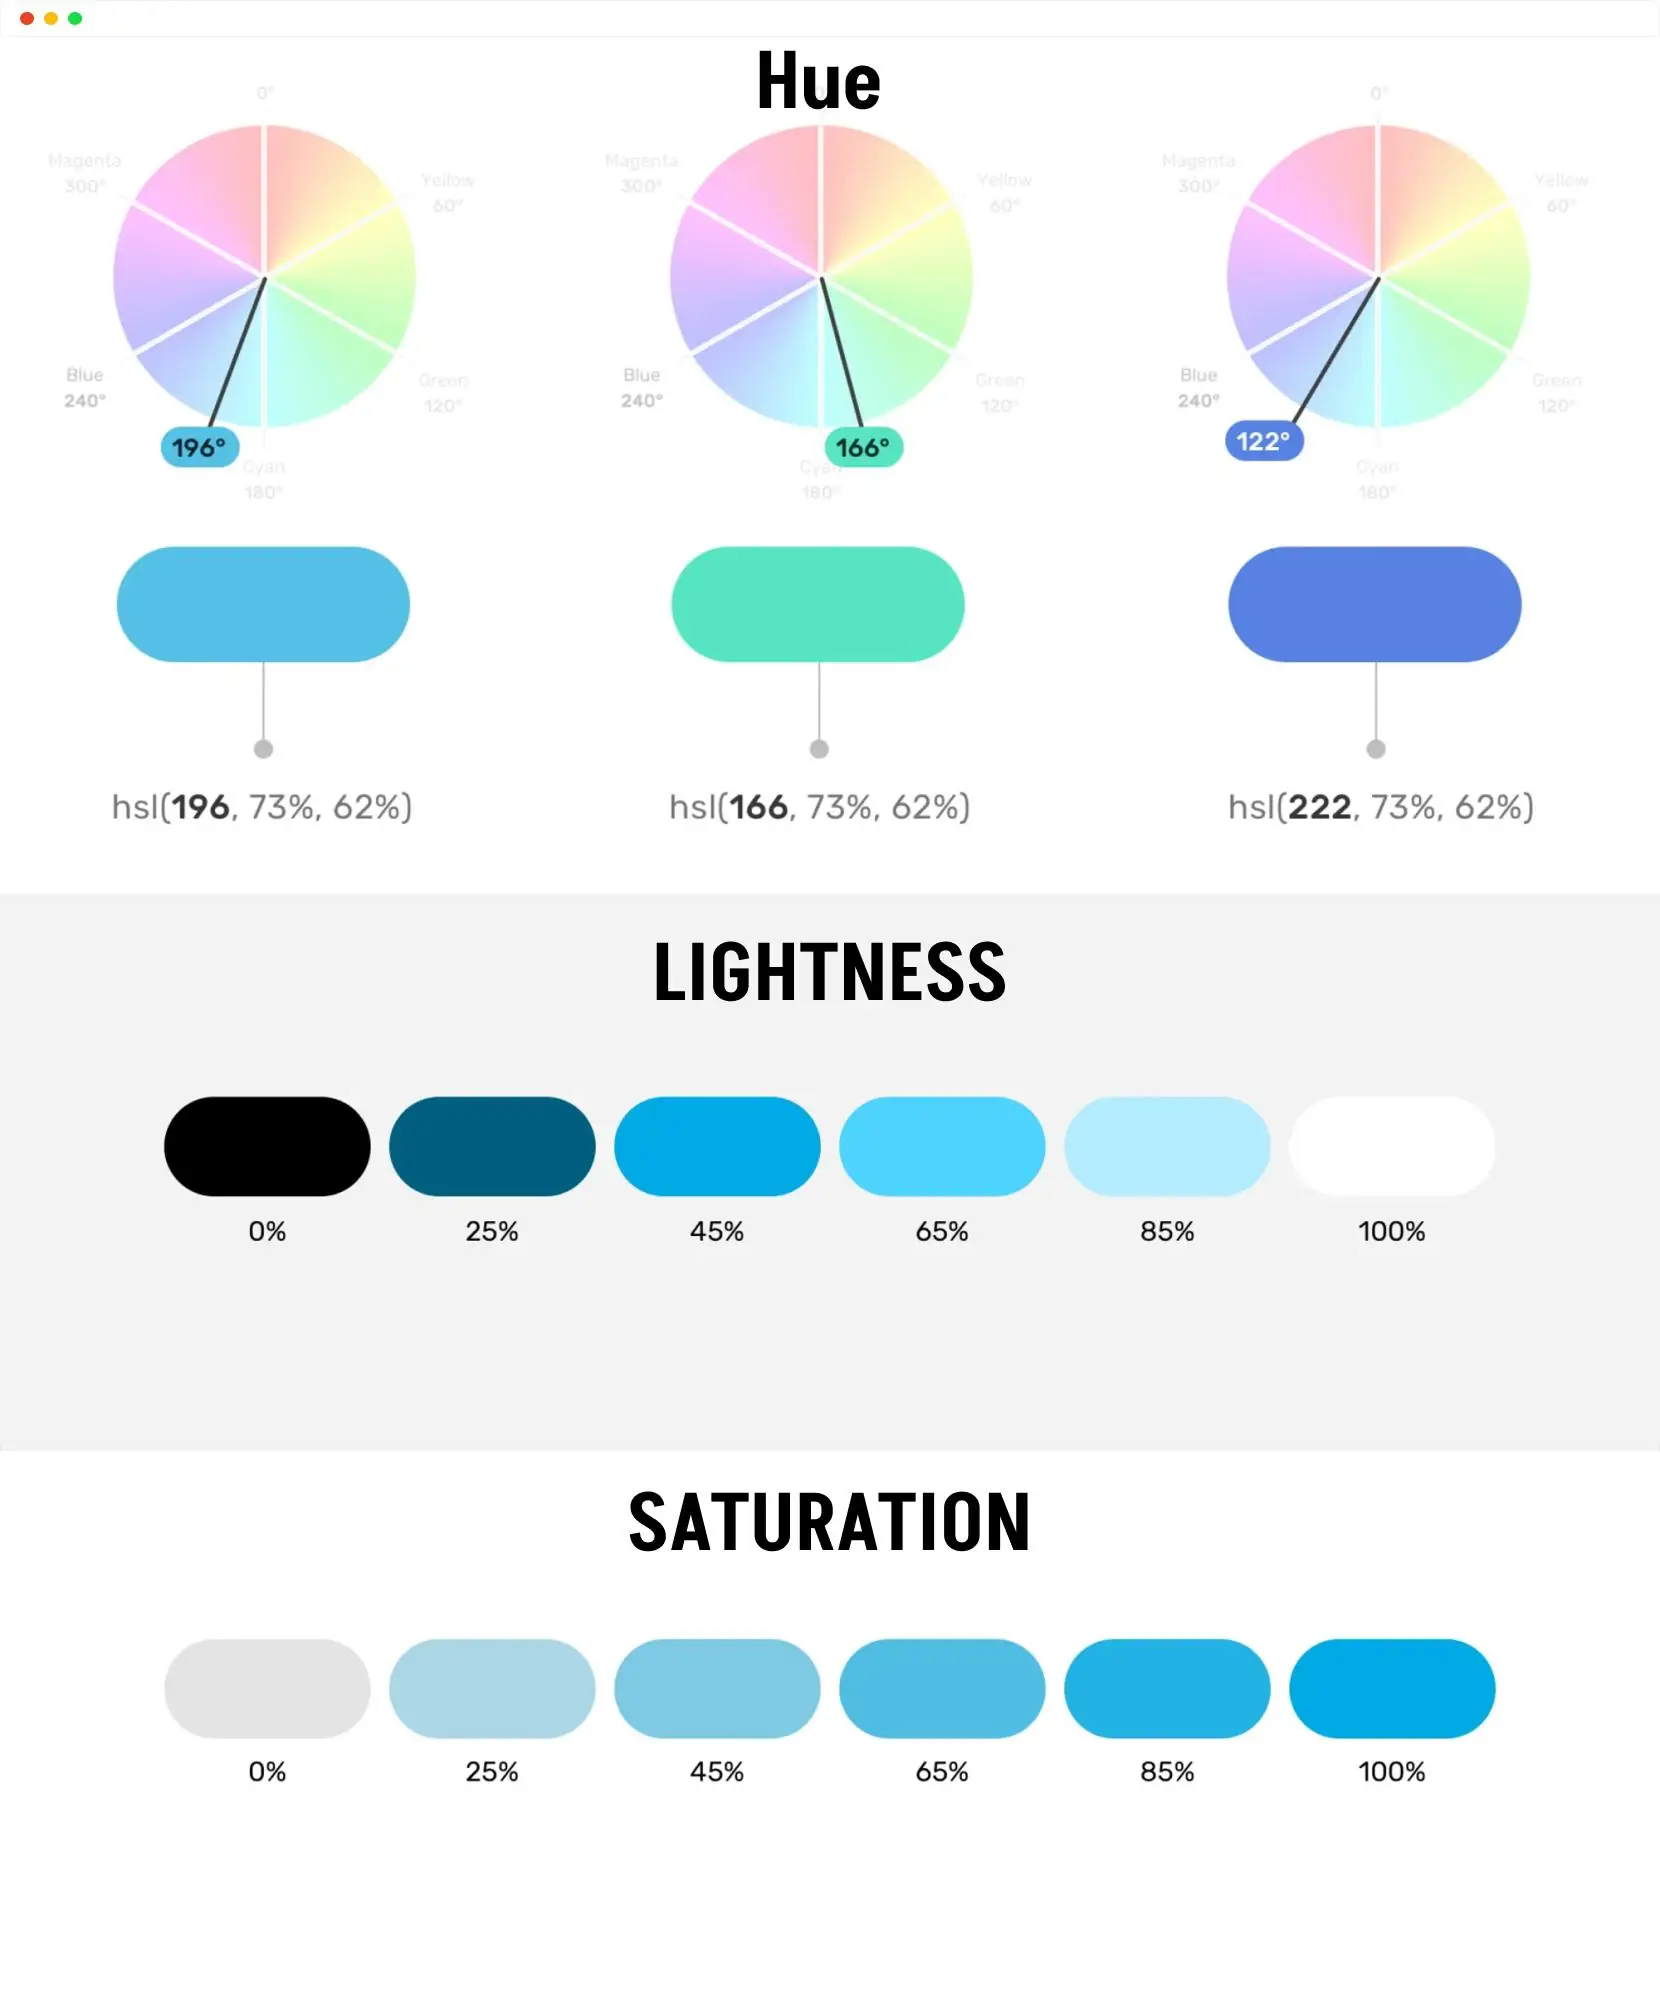 Hue
0°
Magenta
300°
Yellow
60°
Blue
240°
Green
120°
196°
Cyan
180°
Magenta
300°
Yellow
60°
Blue
240°
Green
120°
166°
Cyan
180°
0°
Magenta
300°
Yellow
60°
Blue
240°
Green
120°
122°
Cyan
180°
hsl(196, 73%, 62%)
hsl(166, 73%, 62%)
hsl(222, 73%, 62%)
LIGHTNESS
0%
25%
45%
65%
85%
100%
SATURATION
0%
25%
45%
65%
85%
100%